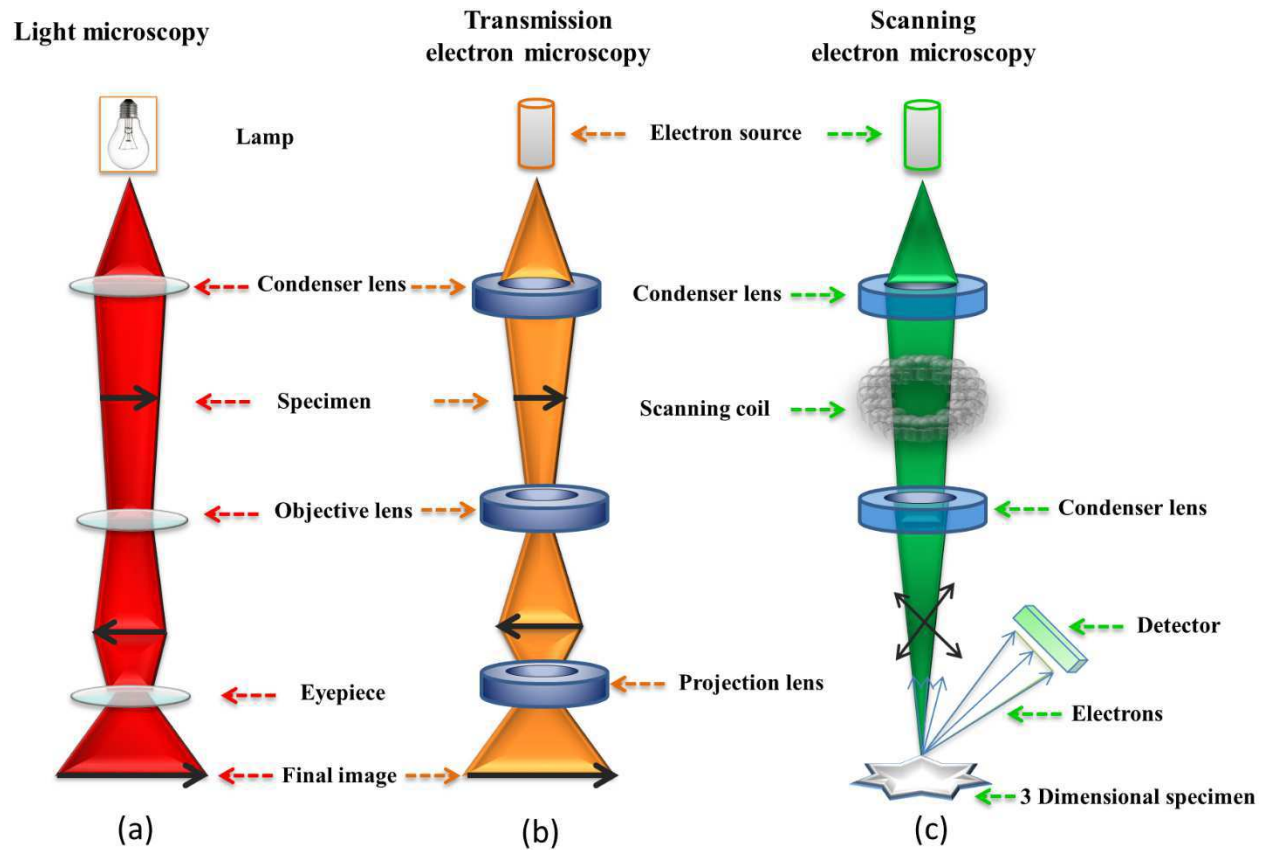 Light microscopy
Transmission
electron microscopy
Scanning
electron microscopy
Lamp
Electron source
Condenser lens
Condenser lens
Specimen
Scanning coil
Objective lens
Condenser lens
Detector
Eyepiece
Projection lens
Electrons
Final image
3 Dimensional specimen
(a)
(b)
(c)